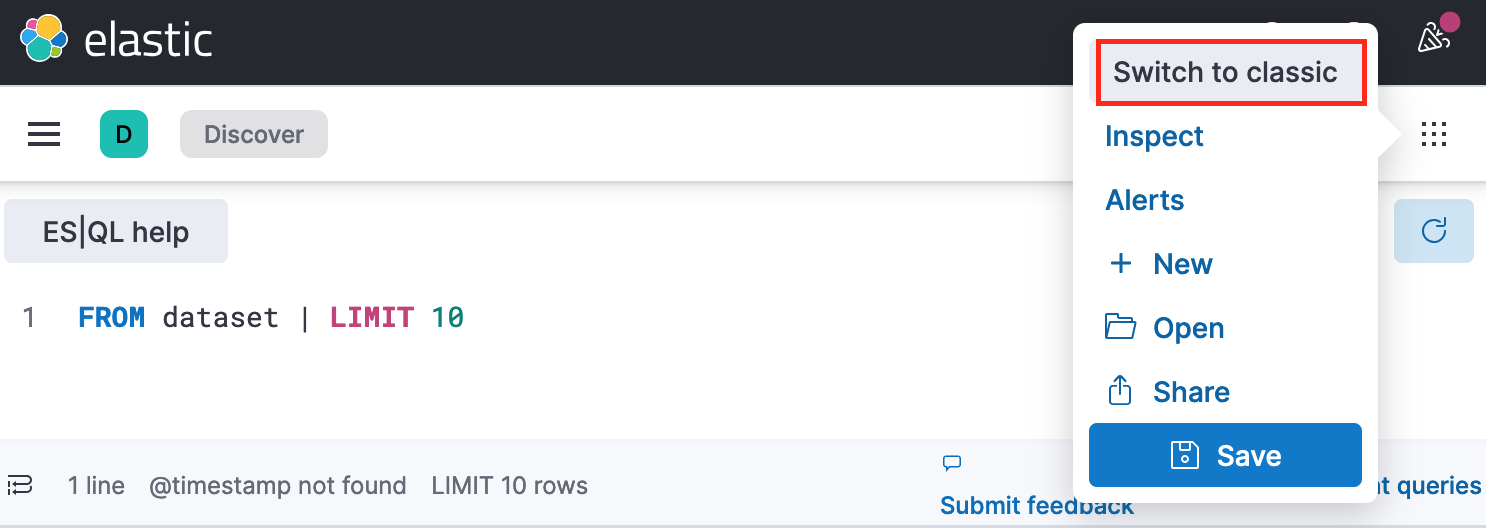 elastic
D
Discover
Switch to classic
Inspect
Alerts
New
Open
Share
Save
ES|QL help
1 FROM dataset | LIMIT 10
1 line @timestamp not found LIMIT 10 rows
Submit feedback
queries